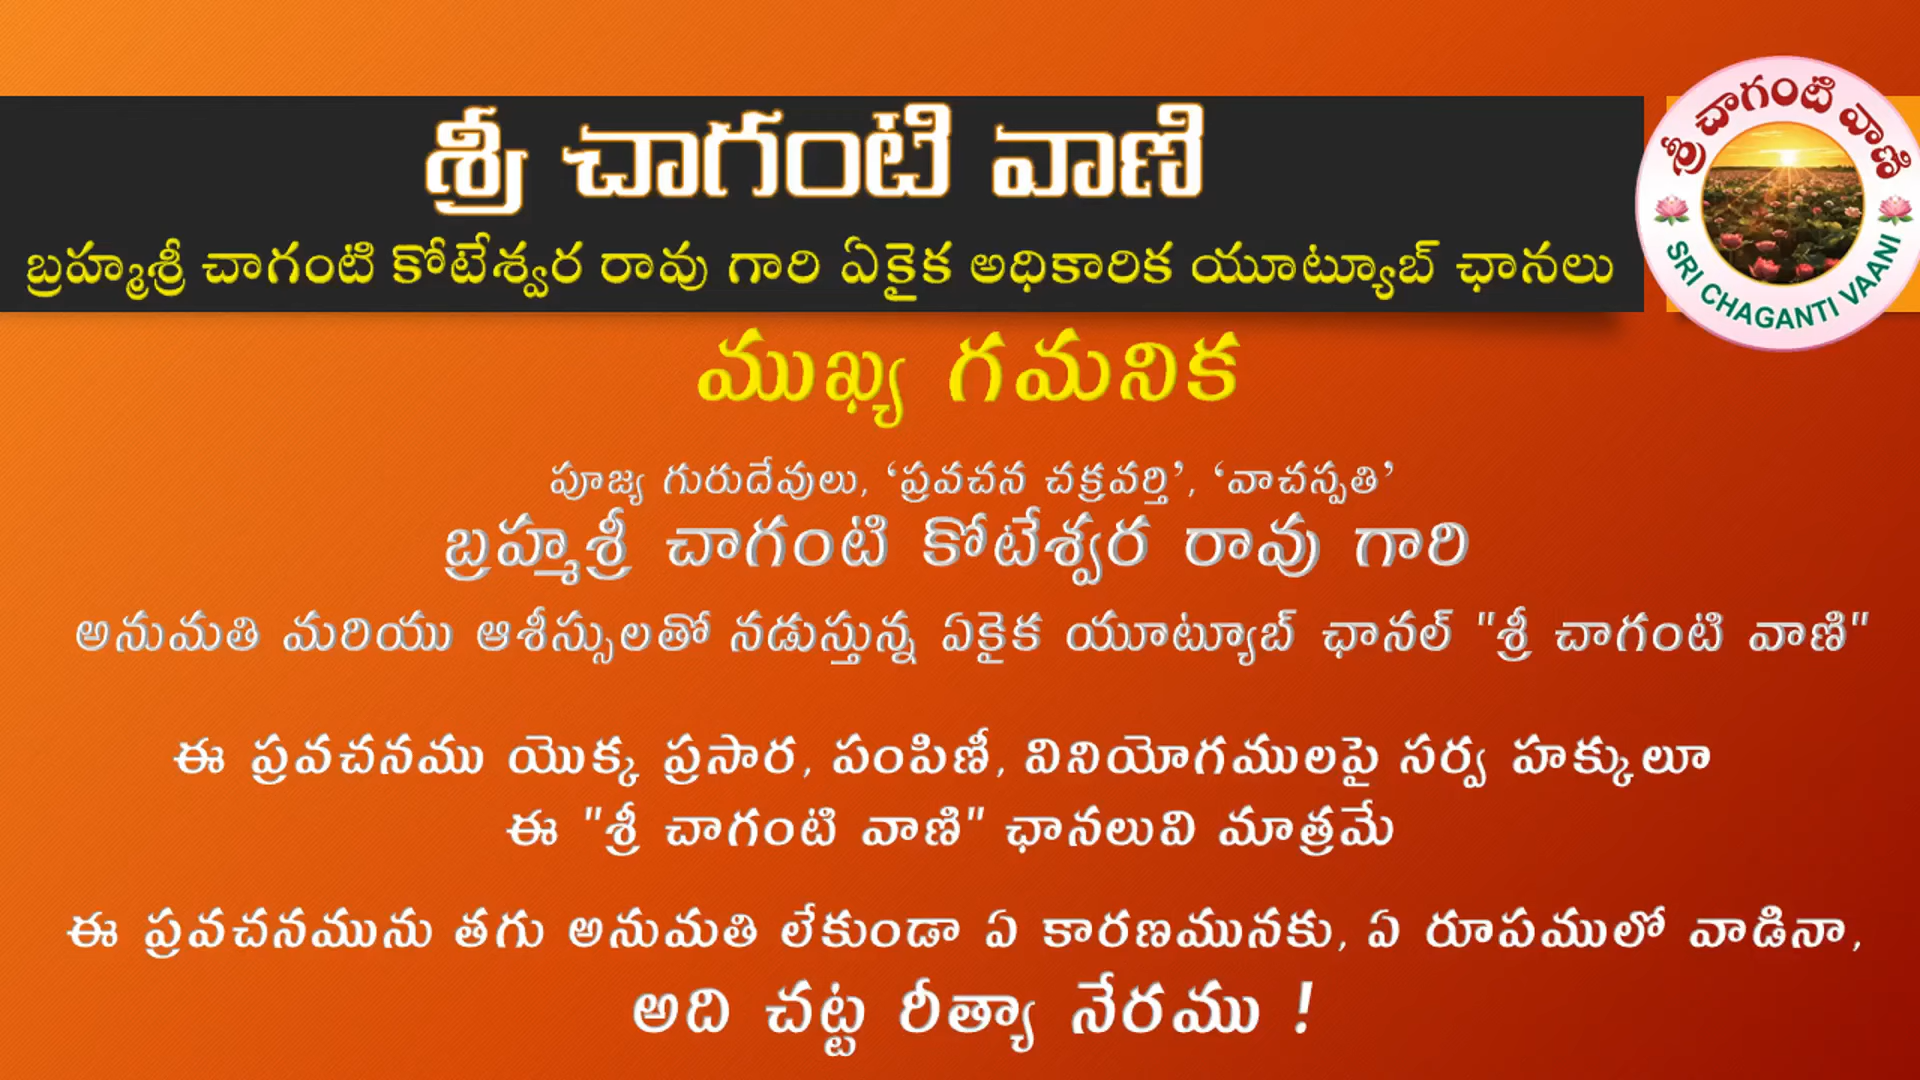 శ్రీ చాగంటి వాణి
బ్రహ్మశ్రీ చాగంటి కోటేశ్వర రావు గారి ఏకైక అధికారిక యూట్యూబ్ ఛానలు
శ్రీ చాగంటి వాణి
SRI CHAGANTI VAANI
ముఖ్య గమనిక
పూజ్య గురుదేవులు, ‘ప్రవచన చక్రవర్తి’, ‘వాచస్పతి’
బ్రహ్మశ్రీ చాగంటి కోటేశ్వర రావు గారి
అనుమతి మరియు ఆశీస్సులతో నడుస్తున్న ఏకైక యూట్యూబ్ ఛానల్ "శ్రీ చాగంటి వాణి"
ఈ ప్రవచనము యొక్క ప్రసార, పంపిణీ, వినియోగములపై సర్వ హక్కులూ
ఈ "శ్రీ చాగంటి వాణి" ఛానలువి మాత్రమే
ఈ ప్రవచనమును తగు అనుమతి లేకుండా ఏ కారణమునకు, ఏ రూపములో వాడినా,
అది చట్ట రీత్యా నేరము !